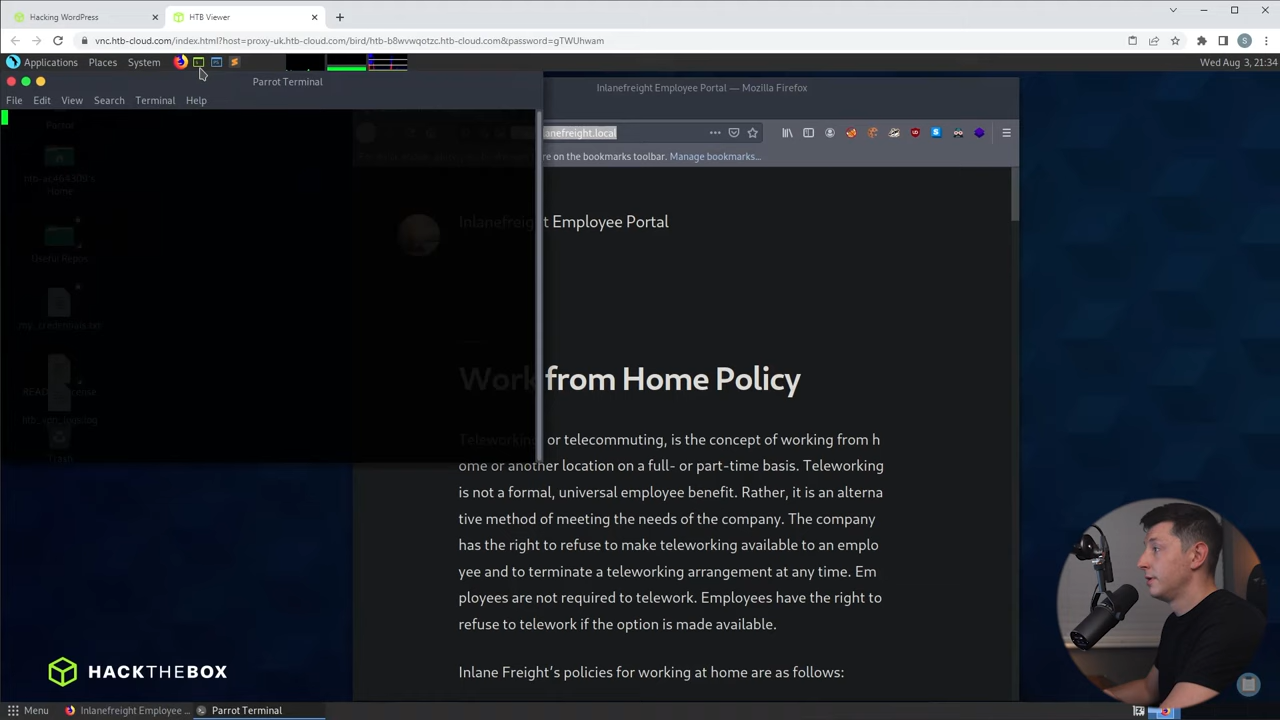 Hacking WordPress
HTB Viewer
vnc.htb-cloud.com/index.html?host=proxy-uk.htb-cloud.com/bird/htb-b8wvwqotzc.htb-cloud.com&password=gTWUhwam
Applications Places System
Wed Aug 3, 21:34
Parrot Terminal
Inlanefreight Employee Portal — Mozilla Firefox
File Edit View Search Terminal Help
anefreight.local
re on the bookmarks toolbar. Manage bookmarks...
Parrot
Home
Useful Repos
Inlanefreight Employee Portal
Work from Home Policy
Teleworking, or telecommuting, is the concept of working from h
ome or another location on a full- or part-time basis. Teleworking
is not a formal, universal employee benefit. Rather, it is an alterna
tive method of meeting the needs of the company. The company
has the right to refuse to make teleworking available to an emplo
yee and to terminate a teleworking arrangement at any time. Em
ployees are not required to telework. Employees have the right to
refuse to telework if the option is made available.
Inlane Freight's policies for working at home are as follows:
HACKTHEBOX
Menu
Inlanefreight Employee ...
Parrot Terminal